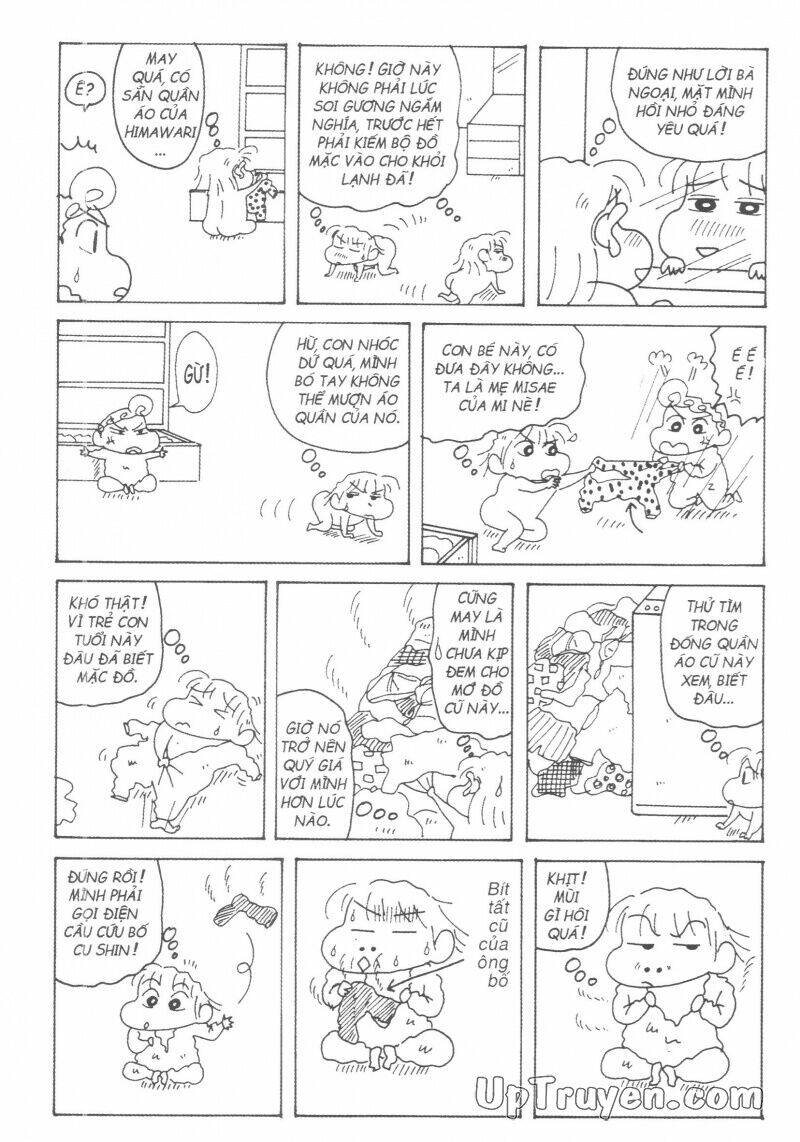 ĐÚNG NHƯ LỜI BÀ
NGOẠI, MẶT MÌNH
HỒI NHỎ ĐÁNG
YÊU QUÁ!
KHÔNG! GIỜ NÀY
KHÔNG PHẢI LÚC
SOI GƯƠNG NGẮM
NGHĨA, TRƯỚC HẾT
PHẢI KIẾM BỘ ĐỒ
MẶC VÀO CHO KHỎI
LẠNH ĐÃ!
MAY
QUÁ, CÓ
SẴN QUẦN
ÁO CỦA
HIMAWARI
...
Ê?
Ế Ế
Ế!
CON BÉ NÀY, CÓ
ĐƯA ĐÂY KHÔNG...
TA LÀ MẸ MISAE
CỦA MI NÈ!
HỪ, CON NHÓC
DỮ QUÁ, MÌNH
BÓ TAY KHÔNG
THỂ MƯỢN ÁO
QUẦN CỦA NÓ.
GỪ!
THỬ TÌM
TRONG
ĐỐNG QUẦN
ÁO CŨ NÀY
XEM, BIẾT
ĐÂU...
CŨNG
MAY LÀ
MÌNH
CHƯA KỊP
ĐEM CHO
MỚ ĐỒ
CŨ NÀY...
GIỜ NÓ
TRỞ NÊN
QUÝ GIÁ
VỚI MÌNH
HƠN LÚC
NÀO.
KHÓ THẬT!
VÌ TRẺ CON
TUỔI NÀY
ĐÂU ĐÃ BIẾT
MẶC ĐỒ.
KHỊT!
MÙI
GÌ HÔI
QUÁ!
Bít
tất
cũ
của
ông
bố
ĐÚNG RỒI!
MÌNH PHẢI
GỌI ĐIỆN
CẦU CỨU BỐ
CU SHIN!
UpTruyen.com